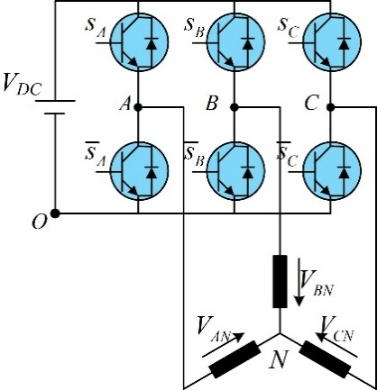 s_A s_B s_C
V_DC
A B C
s̅_A s̅_B s̅_C
O
V_BN
V_AN V_CN
N